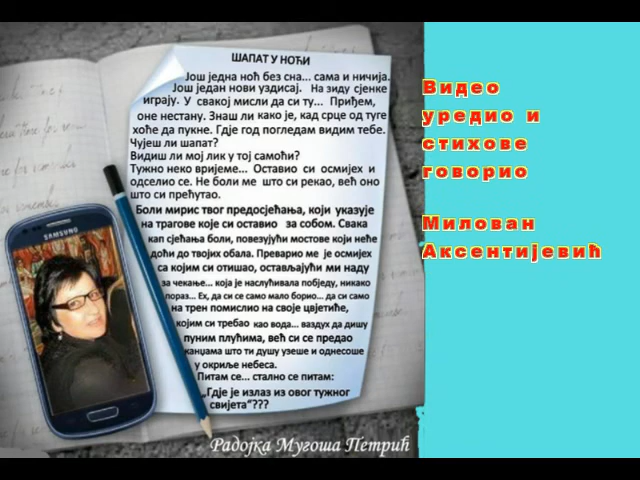 ШАПАТ У НОЋИ
Још једна ноћ без сна... сама и ничија.
Још један нови уздисај. На зиду сјенке
играју. У свакој мисли да си ту... Приђем,
оне нестану. Знаш ли како је, кад срце од туге
хоће да пукне. Гдје год погледам видим тебе.
Чујеш ли шапат?
Видиш ли мој лик у тој самоћи?
Тужно неко вријеме... Оставио си осмијех и
одселио се. Не боли ме што си рекао, већ оно
што си прећутао.
Боли мирис твог предосјећања, који указује
на трагове које си оставио за собом. Свака
кап сјећања боли, повезујући мостове који неће
доћи до твојих обала. Преварио ме је осмијех
са којим си отишао, остављајући ми наду
за чекање... која је наслућивала побједу, никако
пораз... Ех, да си се само мало борио... да си само
на трен помислио на своје цвјетиће,
којим си требао као вода... ваздух да дишу
пуним плућима, већ си се предао
канџама што ти душу узеше и однесоше
у окриље небеса.
Питам се... стално се питам:
„Гдје је излаз из овог тужног
свијета“???
SAMSUNG
Радојка Мугоша Петрић
Видео
уредио и
стихове
говорио
Милован
Аксентијевић